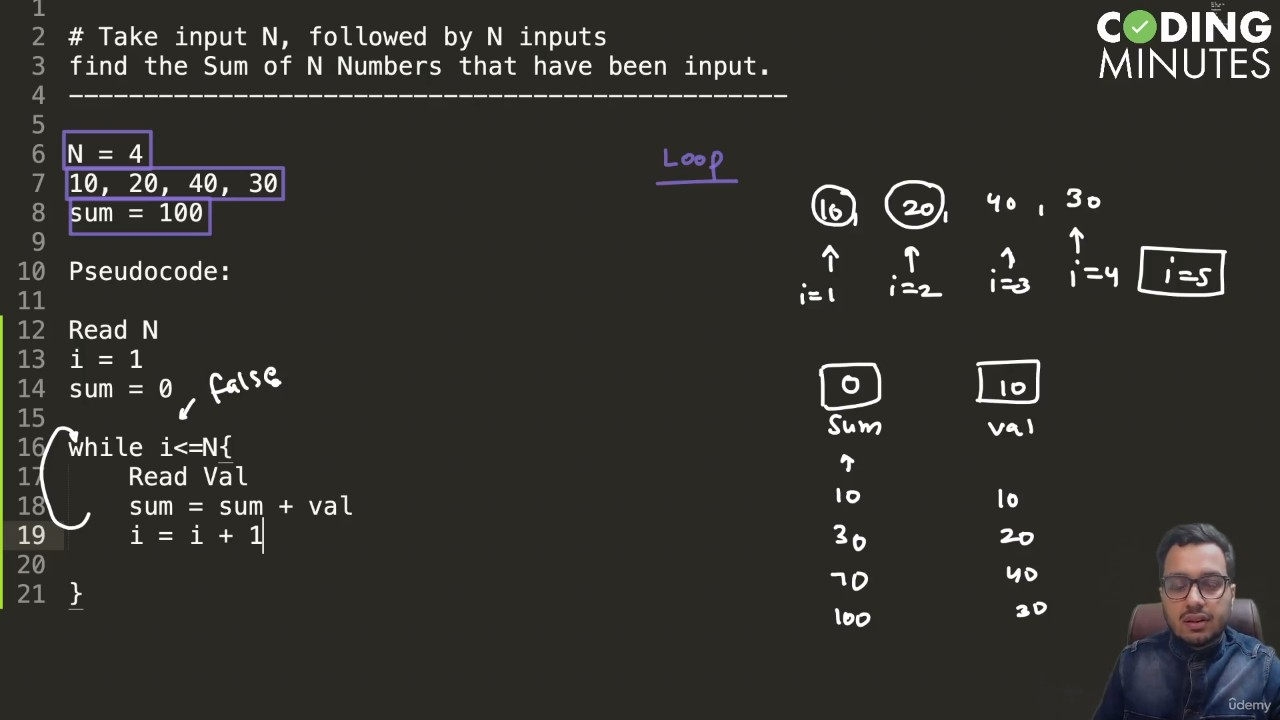 1
2 # Take input N, followed by N inputs
3 find the Sum of N Numbers that have been input.
4 ------------------------------------------------
5
6 N = 4
7 10, 20, 40, 30
8 sum = 100
9
10 Pseudocode:
11
12 Read N
13 i = 1
14 sum = 0
15
16 while i<=N{
17 Read Val
18 sum = sum + val
19 i = i + 1
20
21 }
false
Loop
10, 20, 40, 30
i=1 i=2 i=3 i=4 i=5
0 10
Sum val
10 10
30 20
70 40
100 30
CODING
MINUTES
ûdemy